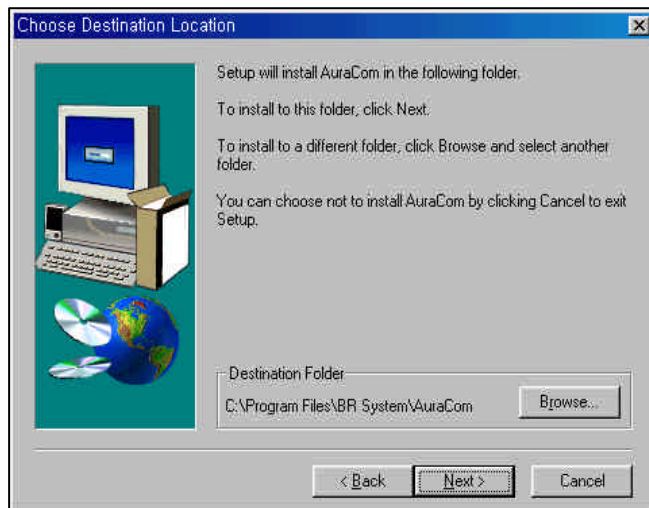 Choose Destination Location
Setup will install AuraCom in the following folder.
To install to this folder, click Next.
To install to a different folder, click Browse and select another
folder.
You can choose not to install AuraCom by clicking Cancel to exit
Setup.
Destination Folder
C:\Program Files\BR System\AuraCom
Browse...
< Back
Next >
Cancel